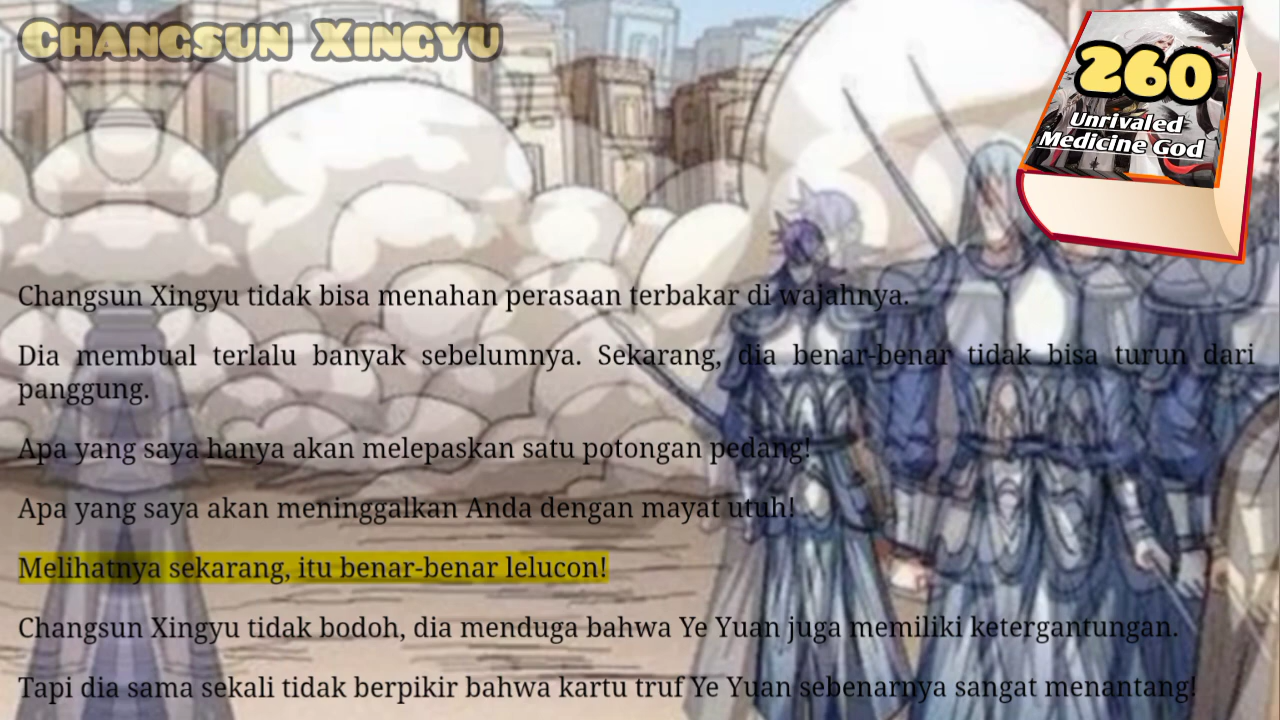 Changsun Xingyu
260
Unrivaled
Medicine God
Changsun Xingyu tidak bisa menahan perasaan terbakar di wajahnya.
Dia membual terlalu banyak sebelumnya. Sekarang, dia benar-benar tidak bisa turun dari
panggung.
Apa yang saya hanya akan melepaskan satu potongan pedang!
Apa yang saya akan meninggalkan Anda dengan mayat utuh!
Melihatnya sekarang, itu benar-benar lelucon!
Changsun Xingyu tidak bodoh, dia menduga bahwa Ye Yuan juga memiliki ketergantungan.
Tapi dia sama sekali tidak berpikir bahwa kartu truf Ye Yuan sebenarnya sangat menantang!